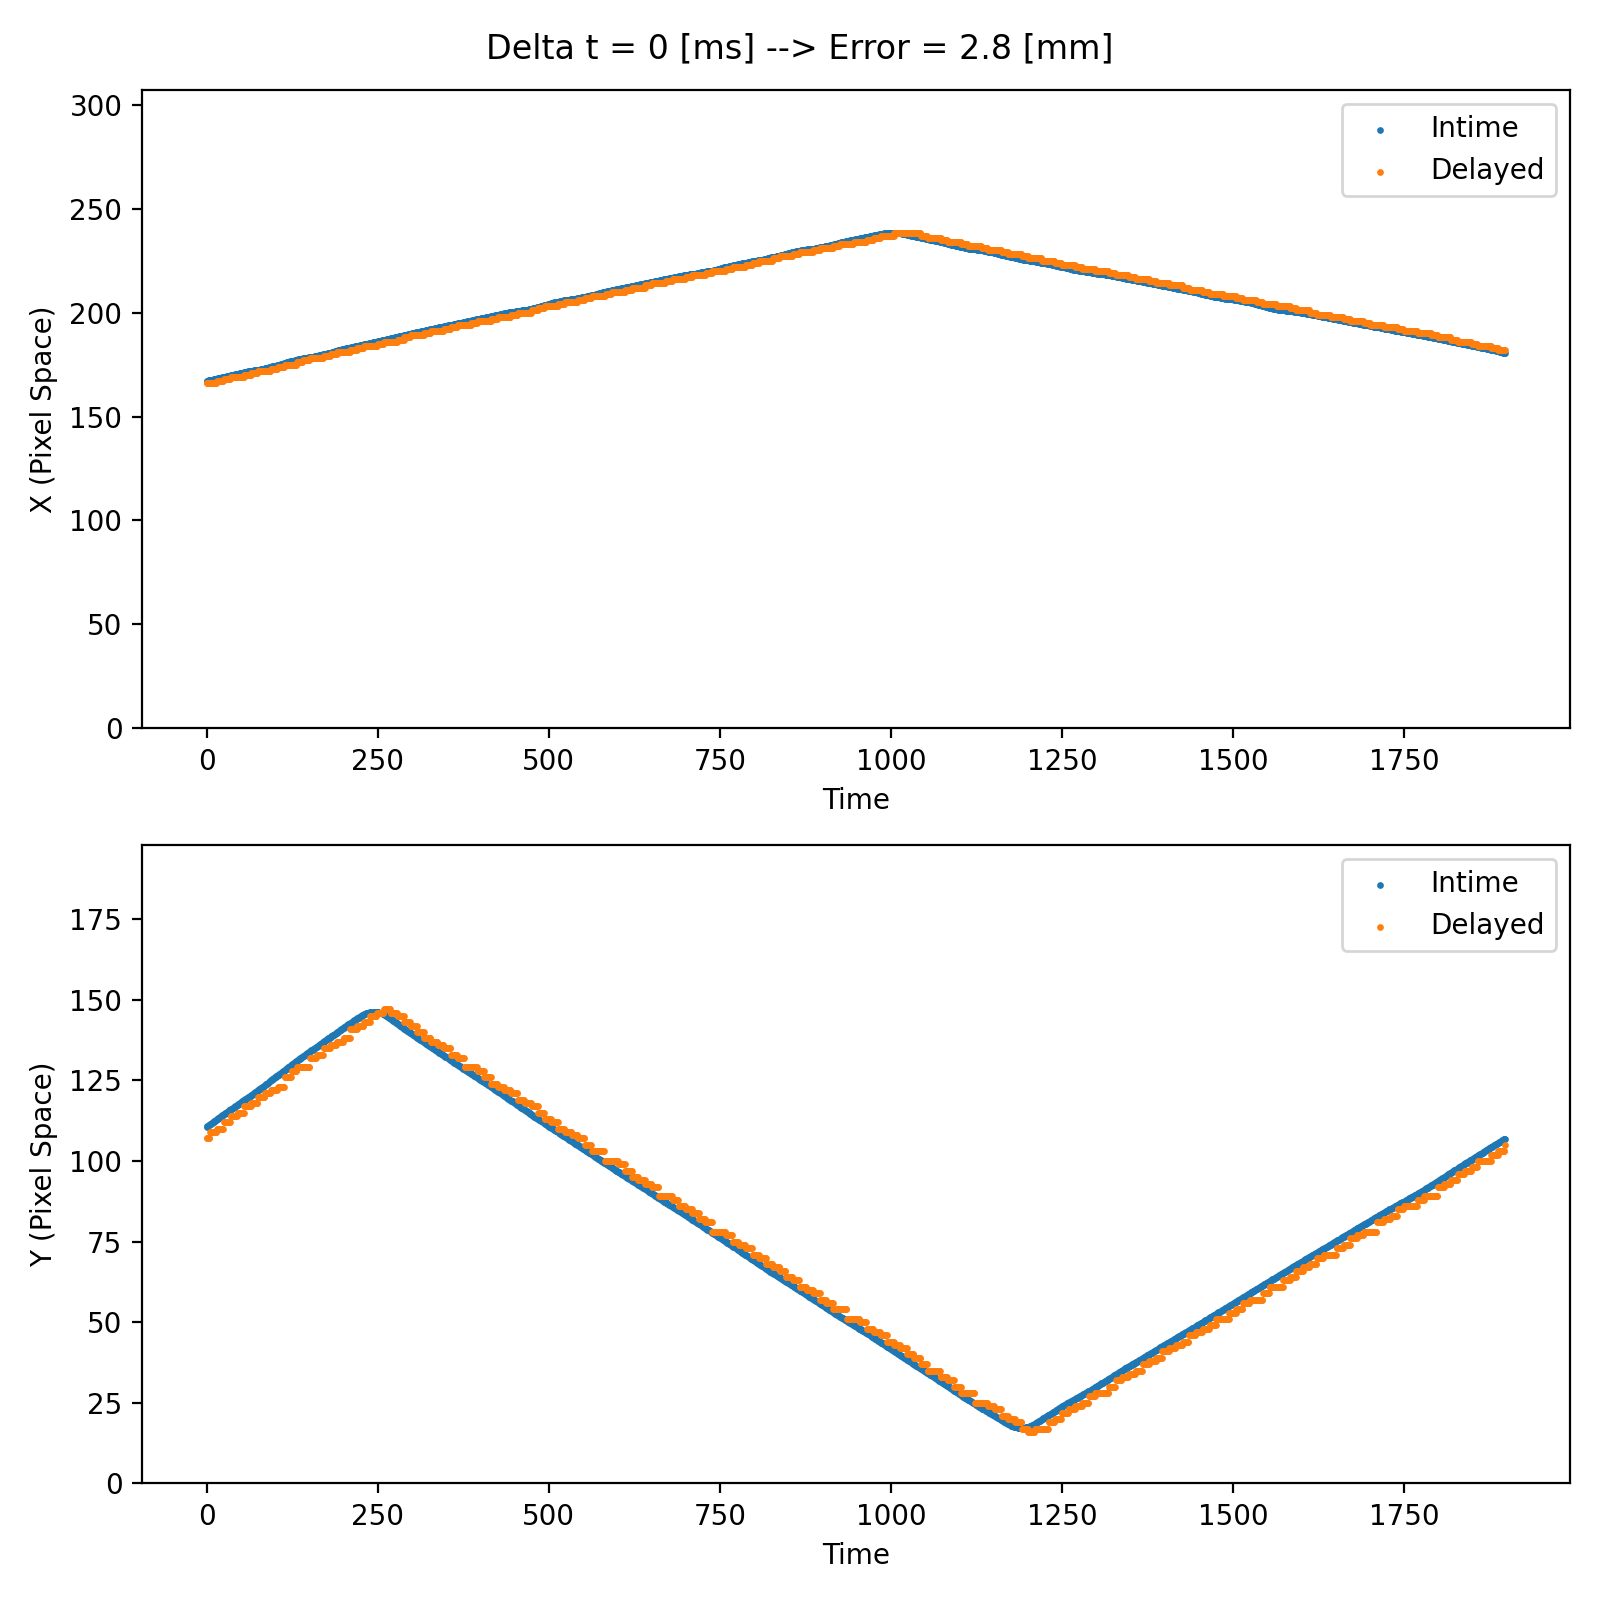 Delta t = 0 [ms] --> Error = 2.8 [mm]
300
250
200
150
100
50
0
X (Pixel Space)
Intime
Delayed
0 250 500 750 1000 1250 1500 1750
Time
175
150
125
100
75
50
25
0
Y (Pixel Space)
Intime
Delayed
0 250 500 750 1000 1250 1500 1750
Time